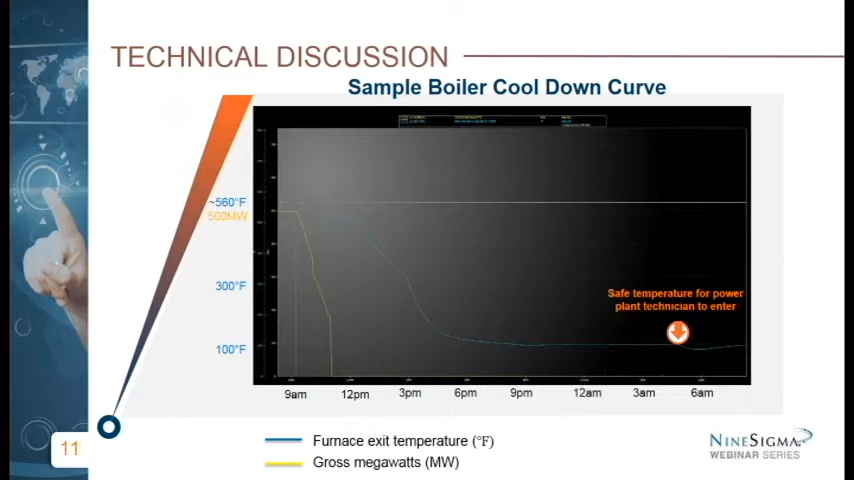 TECHNICAL DISCUSSION
Sample Boiler Cool Down Curve
~560°F
500MW
300°F
100°F
Safe temperature for power
plant technician to enter
9am 12pm 3pm 6pm 9pm 12am 3am 6am
Furnace exit temperature (°F)
Gross megawatts (MW)
11
NINESIGMA
WEBINAR SERIES